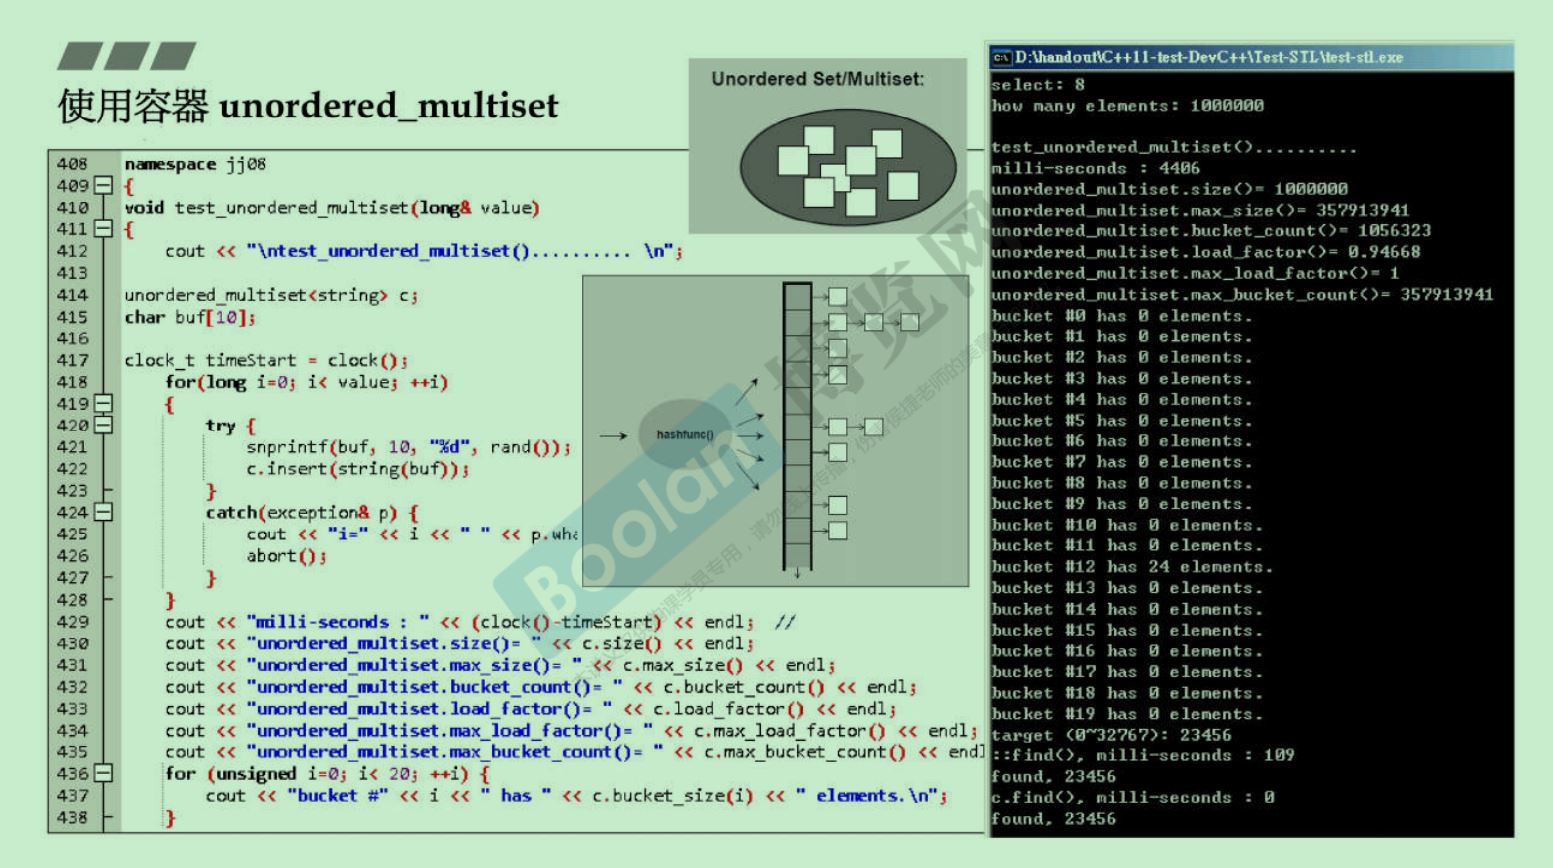 使用容器 unordered_multiset
Unordered Set/Multiset:
hashfunc()
408 namespace jj08
409 {
410 void test_unordered_multiset(long& value)
411 {
412 cout << "\ntest_unordered_multiset().......... \n";
413
414 unordered_multiset<string> c;
415 char buf[10];
416
417 clock_t timeStart = clock();
418 for(long i=0; i< value; ++i)
419 {
420 try {
421 snprintf(buf, 10, "%d", rand());
422 c.insert(string(buf));
423 }
424 catch(exception& p) {
425 cout << "i=" << i << " " << p.wha
426 abort();
427 }
428 }
429 cout << "milli-seconds : " << (clock()-timeStart) << endl; //
430 cout << "unordered_multiset.size()= " << c.size() << endl;
431 cout << "unordered_multiset.max_size()= " << c.max_size() << endl;
432 cout << "unordered_multiset.bucket_count()= " << c.bucket_count() << endl;
433 cout << "unordered_multiset.load_factor()= " << c.load_factor() << endl;
434 cout << "unordered_multiset.max_load_factor()= " << c.max_load_factor() << endl;
435 cout << "unordered_multiset.max_bucket_count()= " << c.max_bucket_count() << endl
436 for (unsigned i=0; i< 20; ++i) {
437 cout << "bucket #" << i << " has " << c.bucket_size(i) << " elements.\n";
438 }
D:\handout\C++11-test-DevC++\Test-STL\test-stl.exe
select: 8
how many elements: 1000000
test_unordered_multiset()..........
milli-seconds : 4406
unordered_multiset.size()= 1000000
unordered_multiset.max_size()= 357913941
unordered_multiset.bucket_count()= 1056323
unordered_multiset.load_factor()= 0.94668
unordered_multiset.max_load_factor()= 1
unordered_multiset.max_bucket_count()= 357913941
bucket #0 has 0 elements.
bucket #1 has 0 elements.
bucket #2 has 0 elements.
bucket #3 has 0 elements.
bucket #4 has 0 elements.
bucket #5 has 0 elements.
bucket #6 has 0 elements.
bucket #7 has 0 elements.
bucket #8 has 0 elements.
bucket #9 has 0 elements.
bucket #10 has 0 elements.
bucket #11 has 0 elements.
bucket #12 has 24 elements.
bucket #13 has 0 elements.
bucket #14 has 0 elements.
bucket #15 has 0 elements.
bucket #16 has 0 elements.
bucket #17 has 0 elements.
bucket #18 has 0 elements.
bucket #19 has 0 elements.
target (0~32767): 23456
::find(), milli-seconds : 109
found, 23456
c.find(), milli-seconds : 0
found, 23456
Boolan 博览网